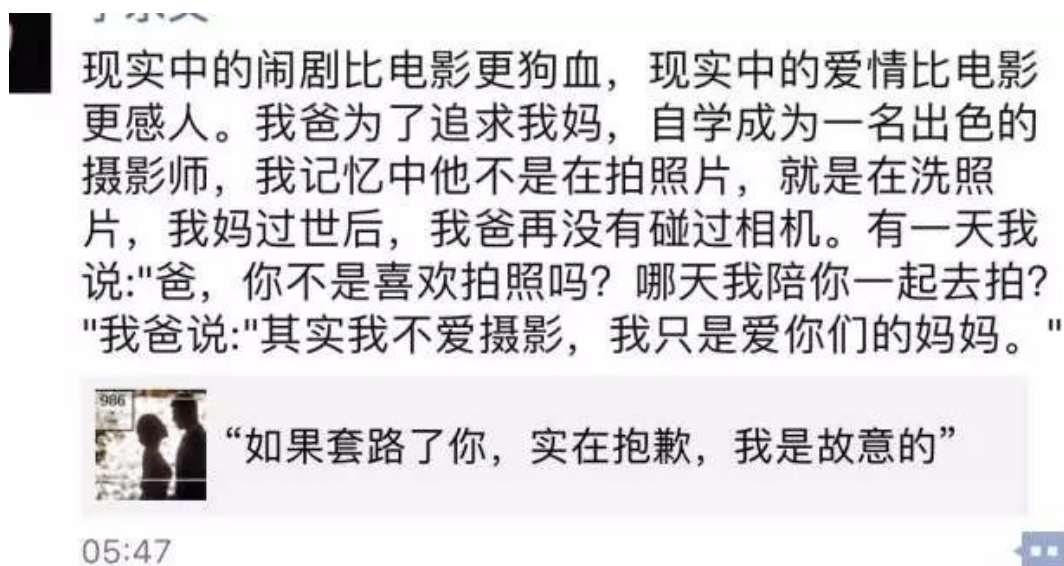 现实中的闹剧比电影更狗血，现实中的爱情比电影
更感人。我爸为了追求我妈，自学成为一名出色的
摄影师，我记忆中他不是在拍照片，就是在洗照
片，我妈过世后，我爸再没有碰过相机。有一天我
说:"爸，你不是喜欢拍照吗？哪天我陪你一起去拍？
"我爸说:"其实我不爱摄影，我只是爱你们的妈妈。"
986
“如果套路了你，实在抱歉，我是故意的”
05:47